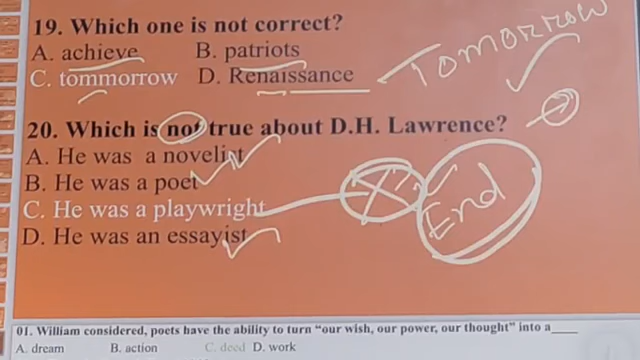 19. Which one is not correct?
A. achieve B. patriots
C. tommorrow D. Renaissance
Tomorrow
20. Which is not true about D.H. Lawrence?
A. He was a novelist
B. He was a poet
C. He was a playwright
D. He was an essayist
End
01. William considered, poets have the ability to turn "our wish, our power, our thought" into a____
A. dream B. action C. deed D. work